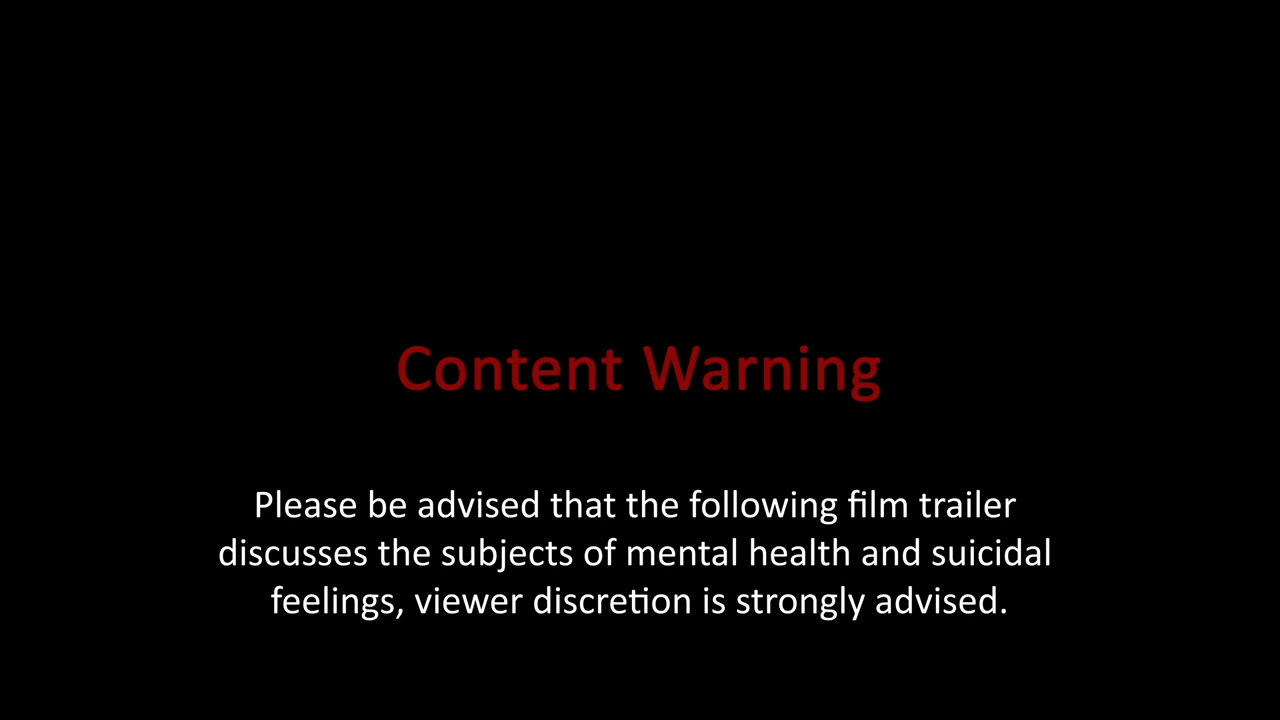 Content Warning
Please be advised that the following film trailer
discusses the subjects of mental health and suicidal
feelings, viewer discretion is strongly advised.